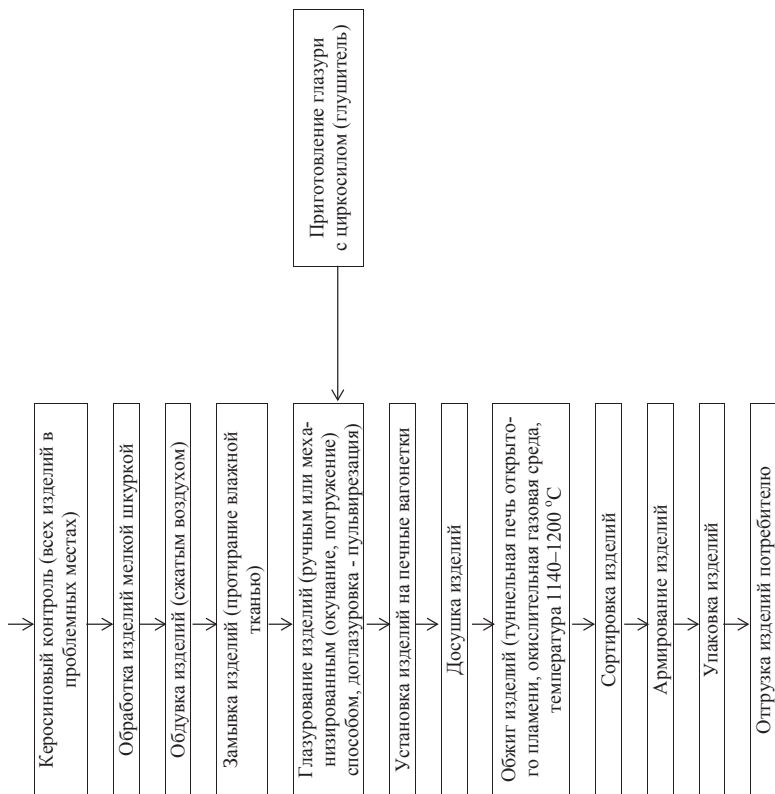 Керосиновый контроль (всех изделий в
проблемных местах)
Обработка изделий мелкой шкуркой
Обдувка изделий (сжатым воздухом)
Замывка изделий (протирание влажной
тканью)
Приготовление глазури
с циркосилом (глушитель)
Глазурование изделий (ручным или меха-
низированным (окунание, погружение)
способом, доглазуровка - пульвирезация)
Установка изделий на печные вагонетки
Досушка изделий
Обжиг изделий (туннельная печь открыто-
го пламени, окислительная газовая среда,
температура 1140–1200 °С
Сортировка изделий
Армирование изделий
Упаковка изделий
Отгрузка изделий потребителю